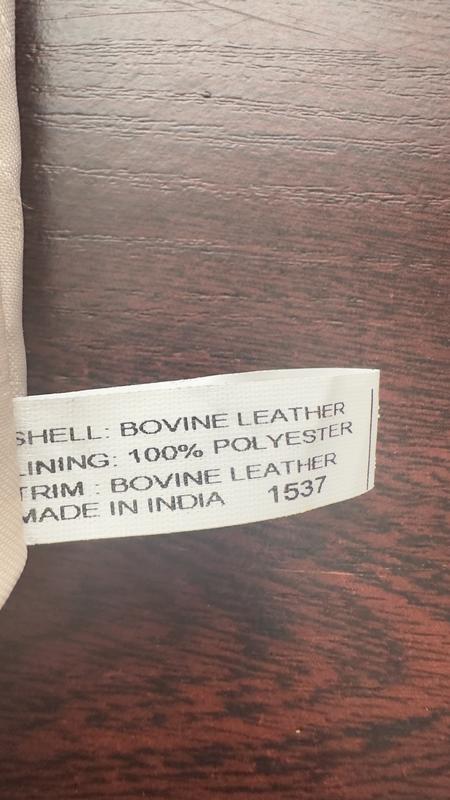 SHELL: BOVINE LEATHER
LINING: 100% POLYESTER
TRIM : BOVINE LEATHER
MADE IN INDIA 1537